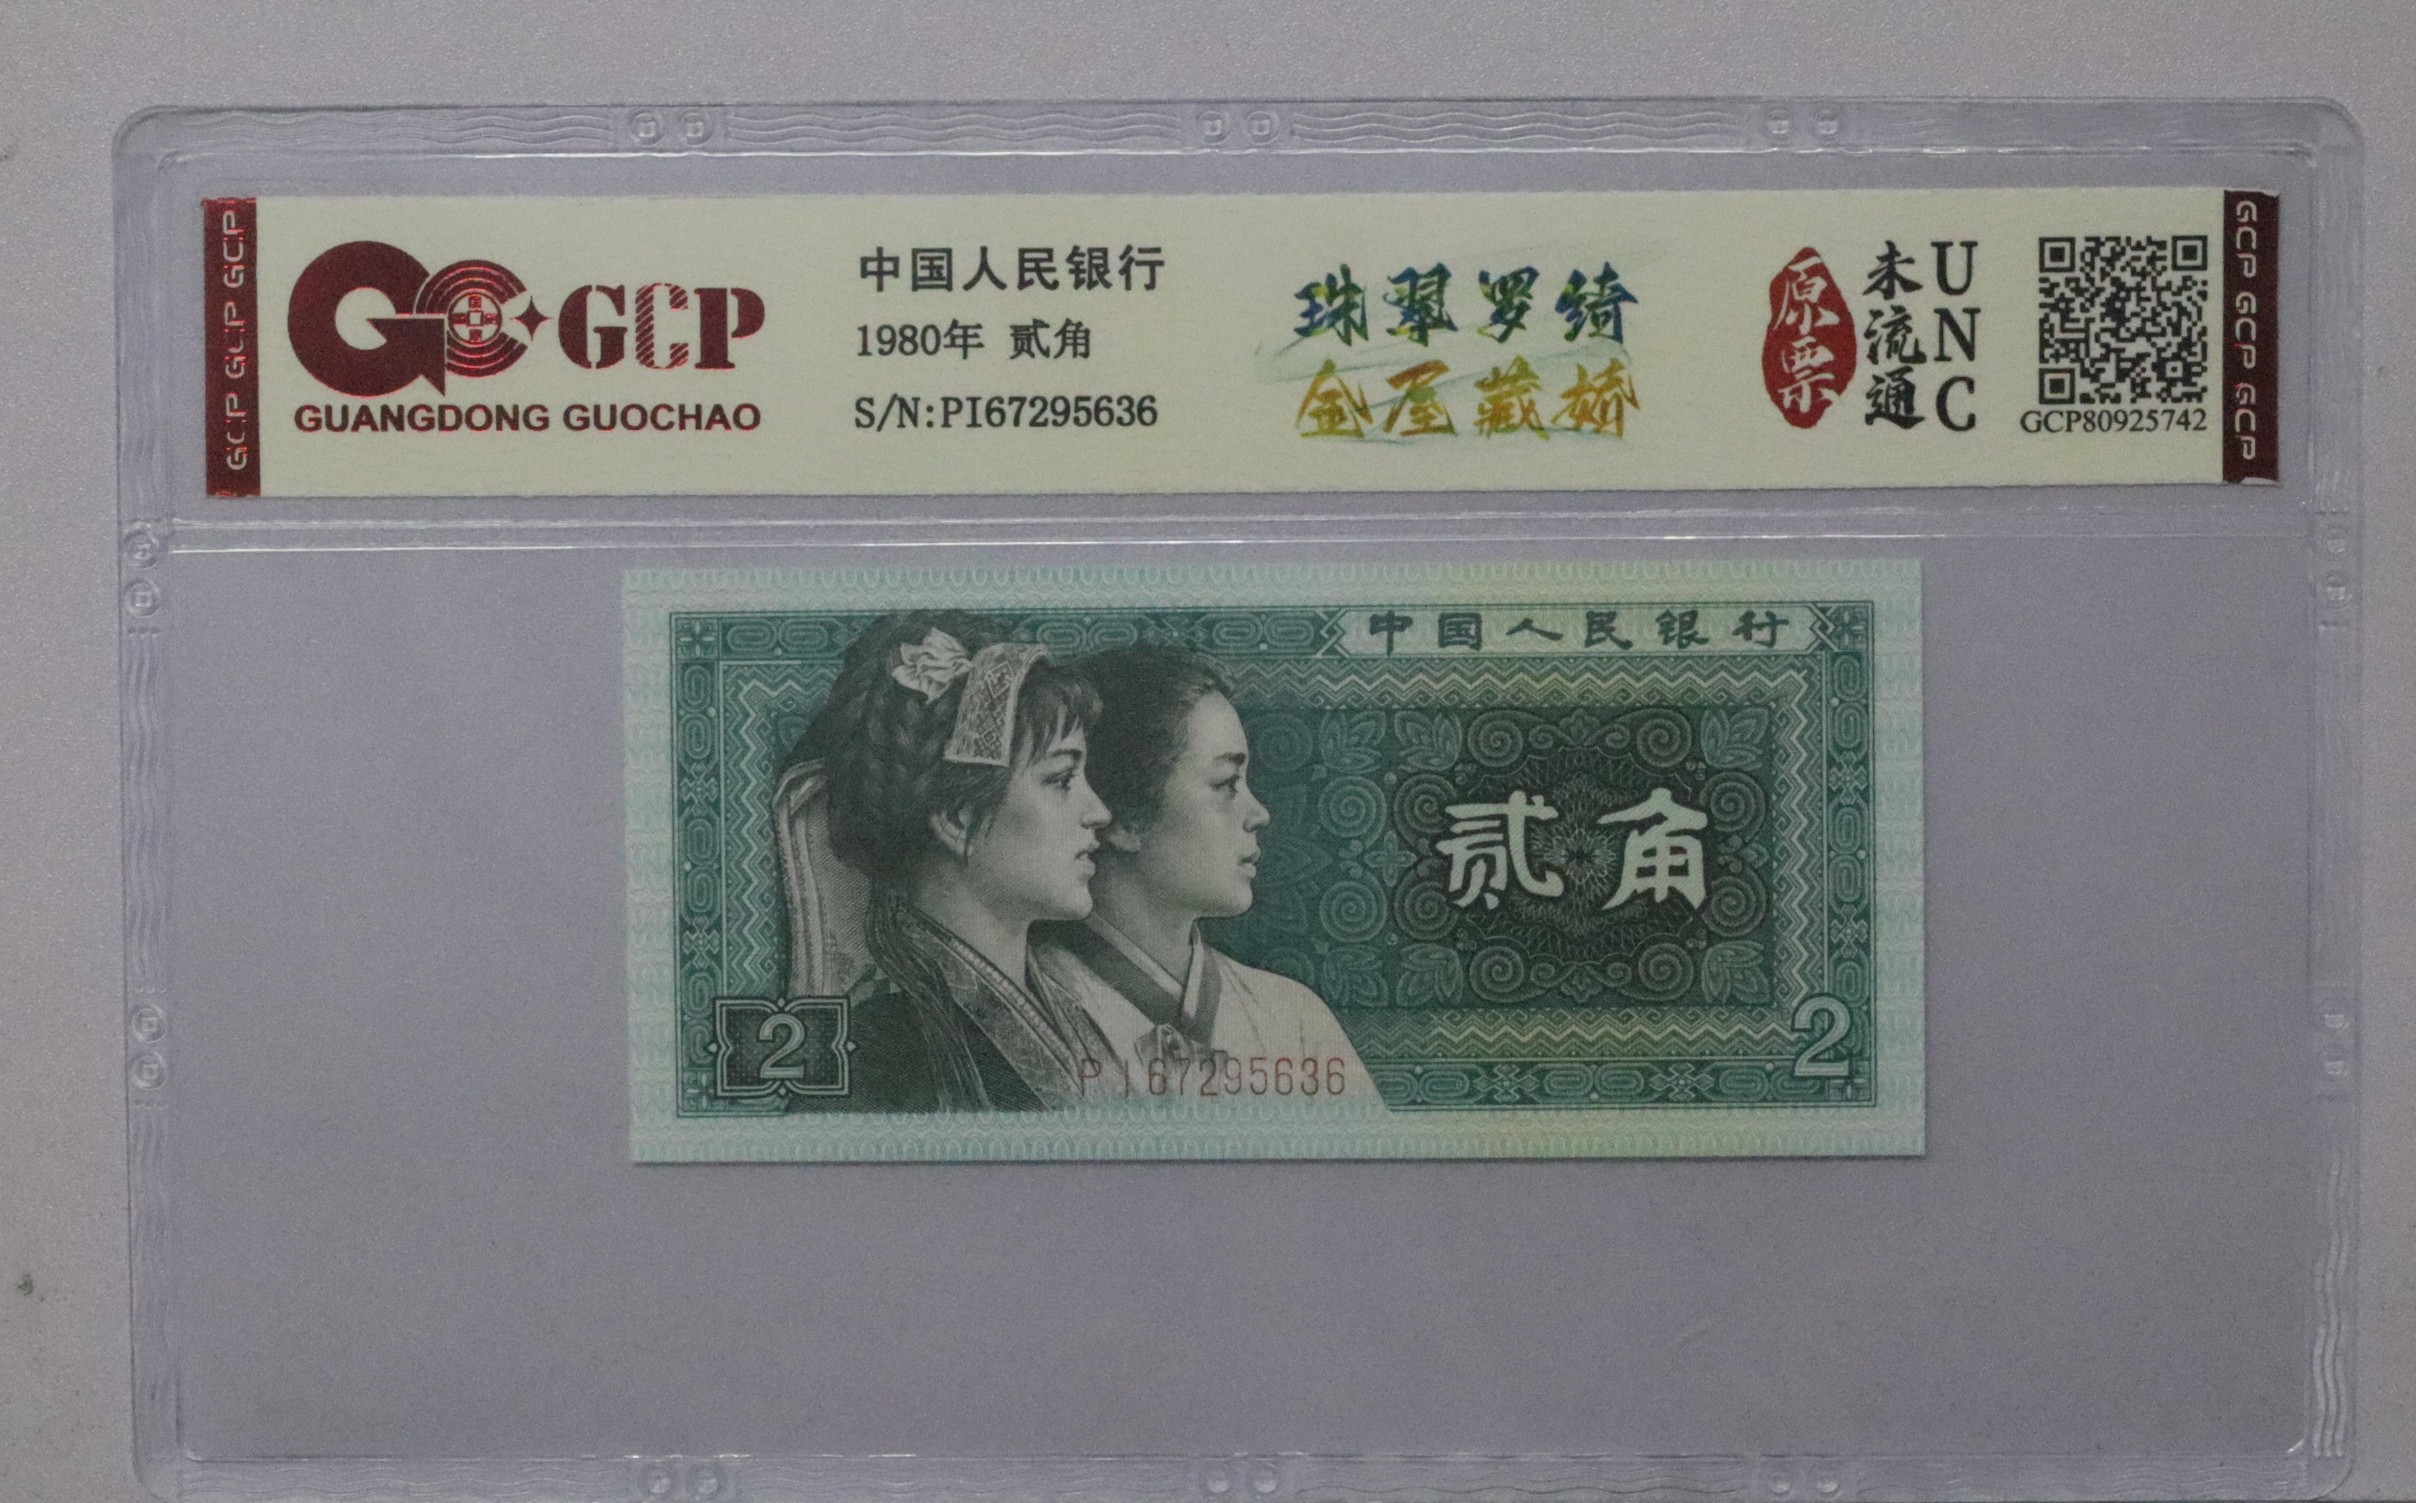 GCP GCP GCP
GCP
GUANGDONG GUOCHAO
中国人民银行
1980年 贰角
S/N:PI67295636
珠翠罗绮
金屋藏娇
原票
未流通
UNC
GCP80925742
GCP GCP GCP
中国人民银行
贰角
2
PI67295636
2